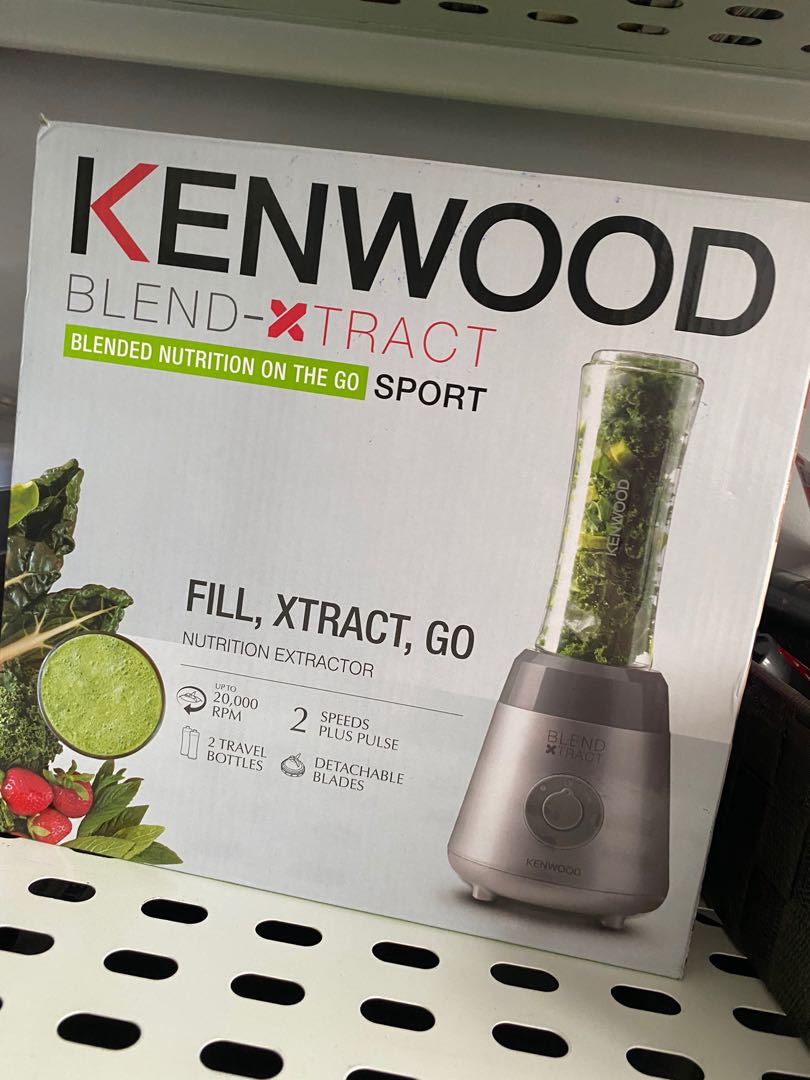 KENWOOD
BLEND-XTRACT
BLENDED NUTRITION ON THE GO SPORT
KENWOOD
FILL, XTRACT, GO
NUTRITION EXTRACTOR
UP TO
20,000
RPM
2 SPEEDS
PLUS PULSE
2 TRAVEL
BOTTLES
DETACHABLE
BLADES
BLEND
XTRACT
KENWOOD